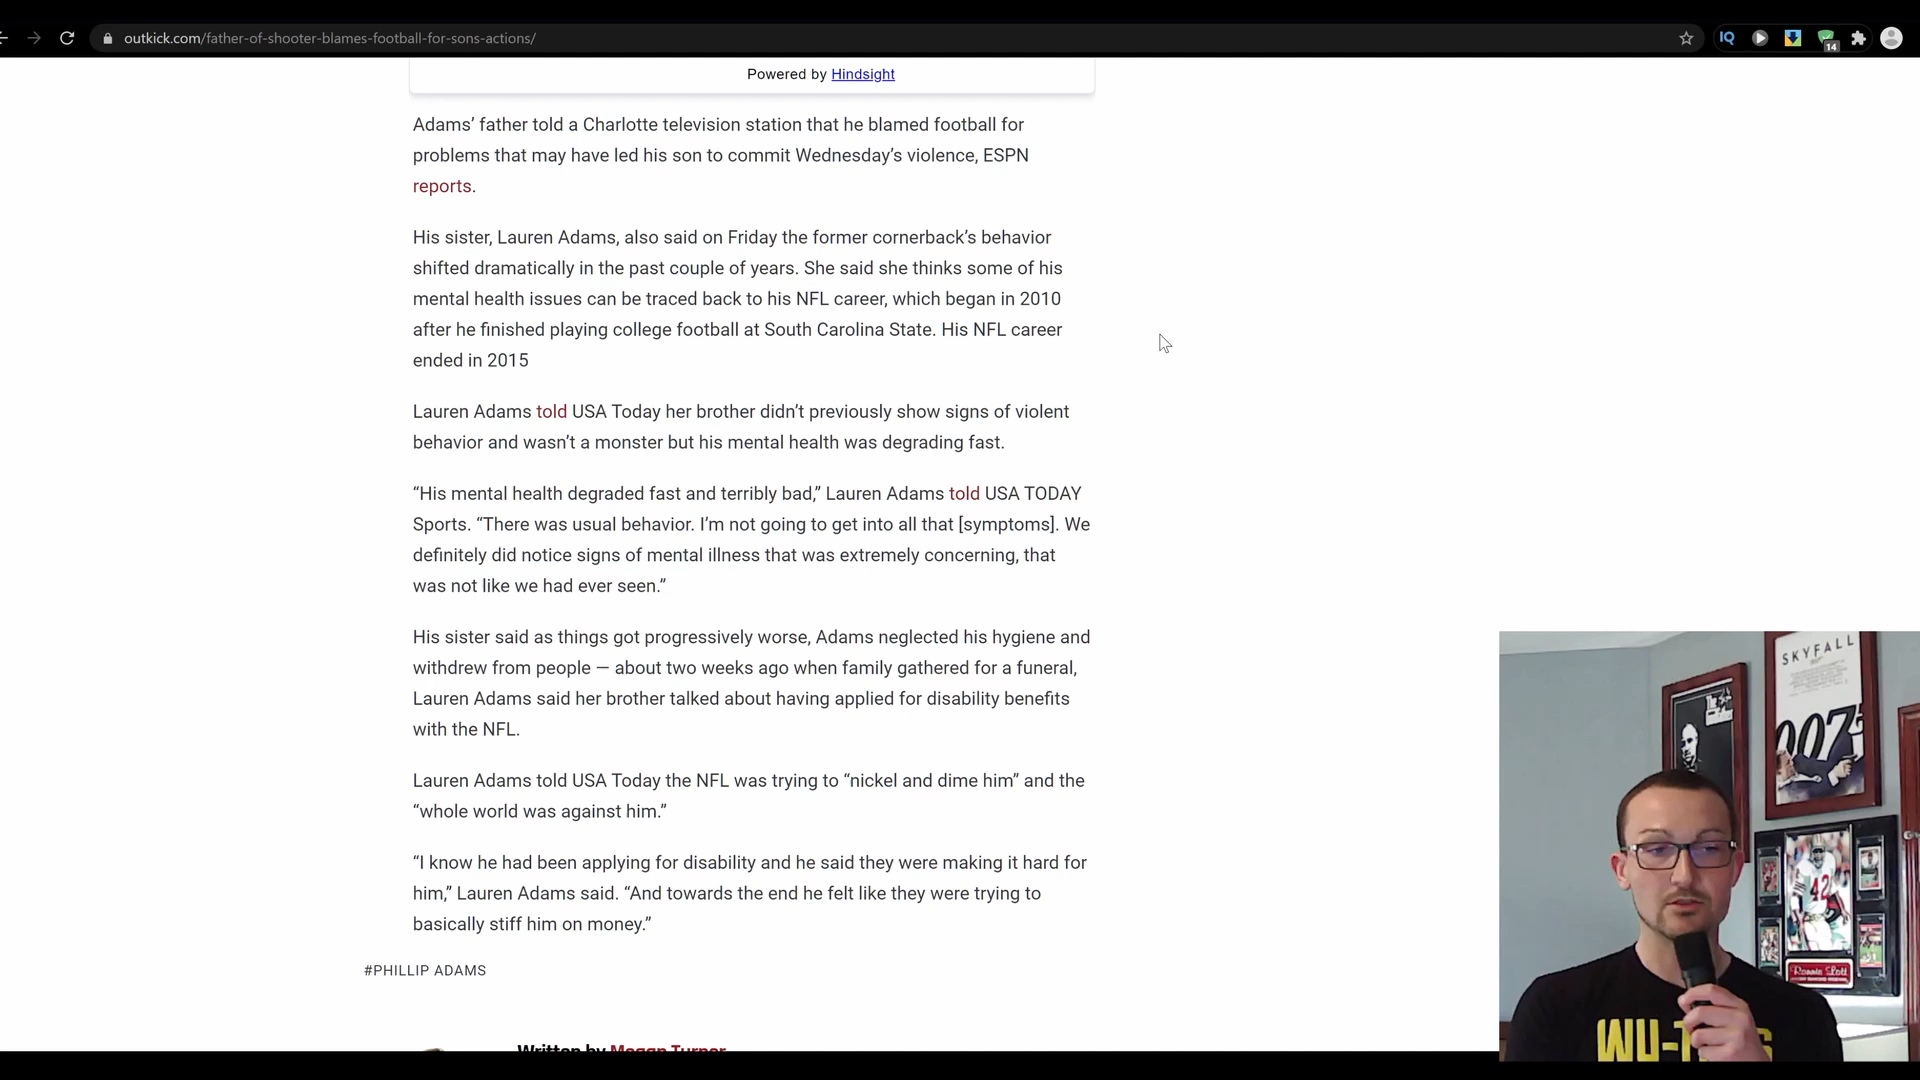 outkick.com/father-of-shooter-blames-football-for-sons-actions/
IQ
14
Powered by Hindsight
Adams’ father told a Charlotte television station that he blamed football for
problems that may have led his son to commit Wednesday’s violence, ESPN
reports.
His sister, Lauren Adams, also said on Friday the former cornerback’s behavior
shifted dramatically in the past couple of years. She said she thinks some of his
mental health issues can be traced back to his NFL career, which began in 2010
after he finished playing college football at South Carolina State. His NFL career
ended in 2015
Lauren Adams told USA Today her brother didn’t previously show signs of violent
behavior and wasn’t a monster but his mental health was degrading fast.
“His mental health degraded fast and terribly bad,” Lauren Adams told USA TODAY
Sports. “There was usual behavior. I’m not going to get into all that [symptoms]. We
definitely did notice signs of mental illness that was extremely concerning, that
was not like we had ever seen.”
His sister said as things got progressively worse, Adams neglected his hygiene and
withdrew from people — about two weeks ago when family gathered for a funeral,
Lauren Adams said her brother talked about having applied for disability benefits
with the NFL.
Lauren Adams told USA Today the NFL was trying to “nickel and dime him” and the
“whole world was against him.”
“I know he had been applying for disability and he said they were making it hard for
him,” Lauren Adams said. “And towards the end he felt like they were trying to
basically stiff him on money.”
#PHILLIP ADAMS
Written by Megan Turner
SKYFALL
007
42
Ronnie Lott
WU-T